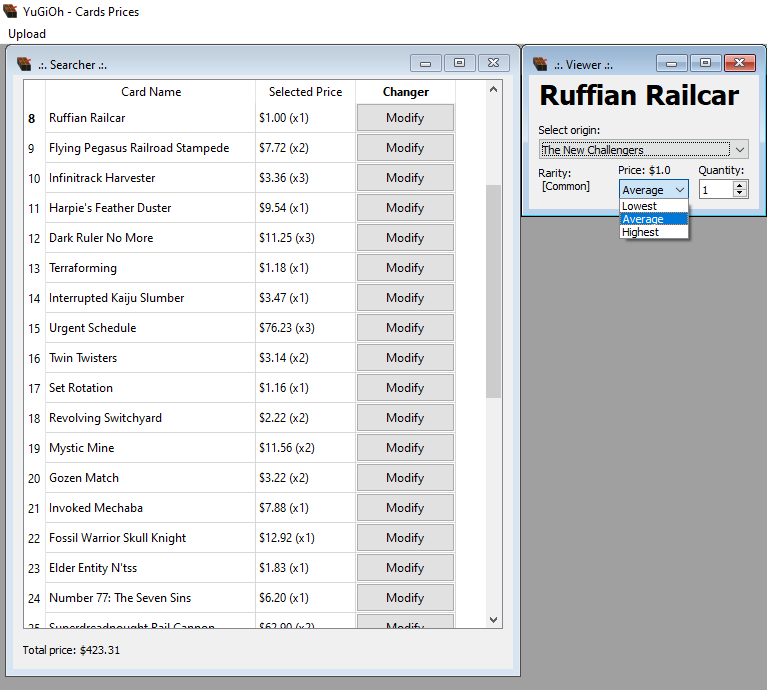 YuGiOh - Cards Prices
Upload
.:. Searcher .:.
Card Name Selected Price Changer
8 Ruffian Railcar $1.00 (x1) Modify
9 Flying Pegasus Railroad Stampede $7.72 (x2) Modify
10 Infinitrack Harvester $3.36 (x3) Modify
11 Harpie's Feather Duster $9.54 (x1) Modify
12 Dark Ruler No More $11.25 (x3) Modify
13 Terraforming $1.18 (x1) Modify
14 Interrupted Kaiju Slumber $3.47 (x1) Modify
15 Urgent Schedule $76.23 (x3) Modify
16 Twin Twisters $3.14 (x2) Modify
17 Set Rotation $1.16 (x1) Modify
18 Revolving Switchyard $2.22 (x2) Modify
19 Mystic Mine $11.56 (x2) Modify
20 Gozen Match $3.22 (x2) Modify
21 Invoked Mechaba $7.88 (x1) Modify
22 Fossil Warrior Skull Knight $12.92 (x1) Modify
23 Elder Entity N'tss $1.83 (x1) Modify
24 Number 77: The Seven Sins $6.20 (x1) Modify
25 Superdreadnought Rail Cannon $62.90 (x2) Modify
Total price: $423.31
.:. Viewer .:.
Ruffian Railcar
Select origin:
The New Challengers
Rarity: Price: $1.0 Quantity:
[Common] Average 1
Lowest
Average
Highest